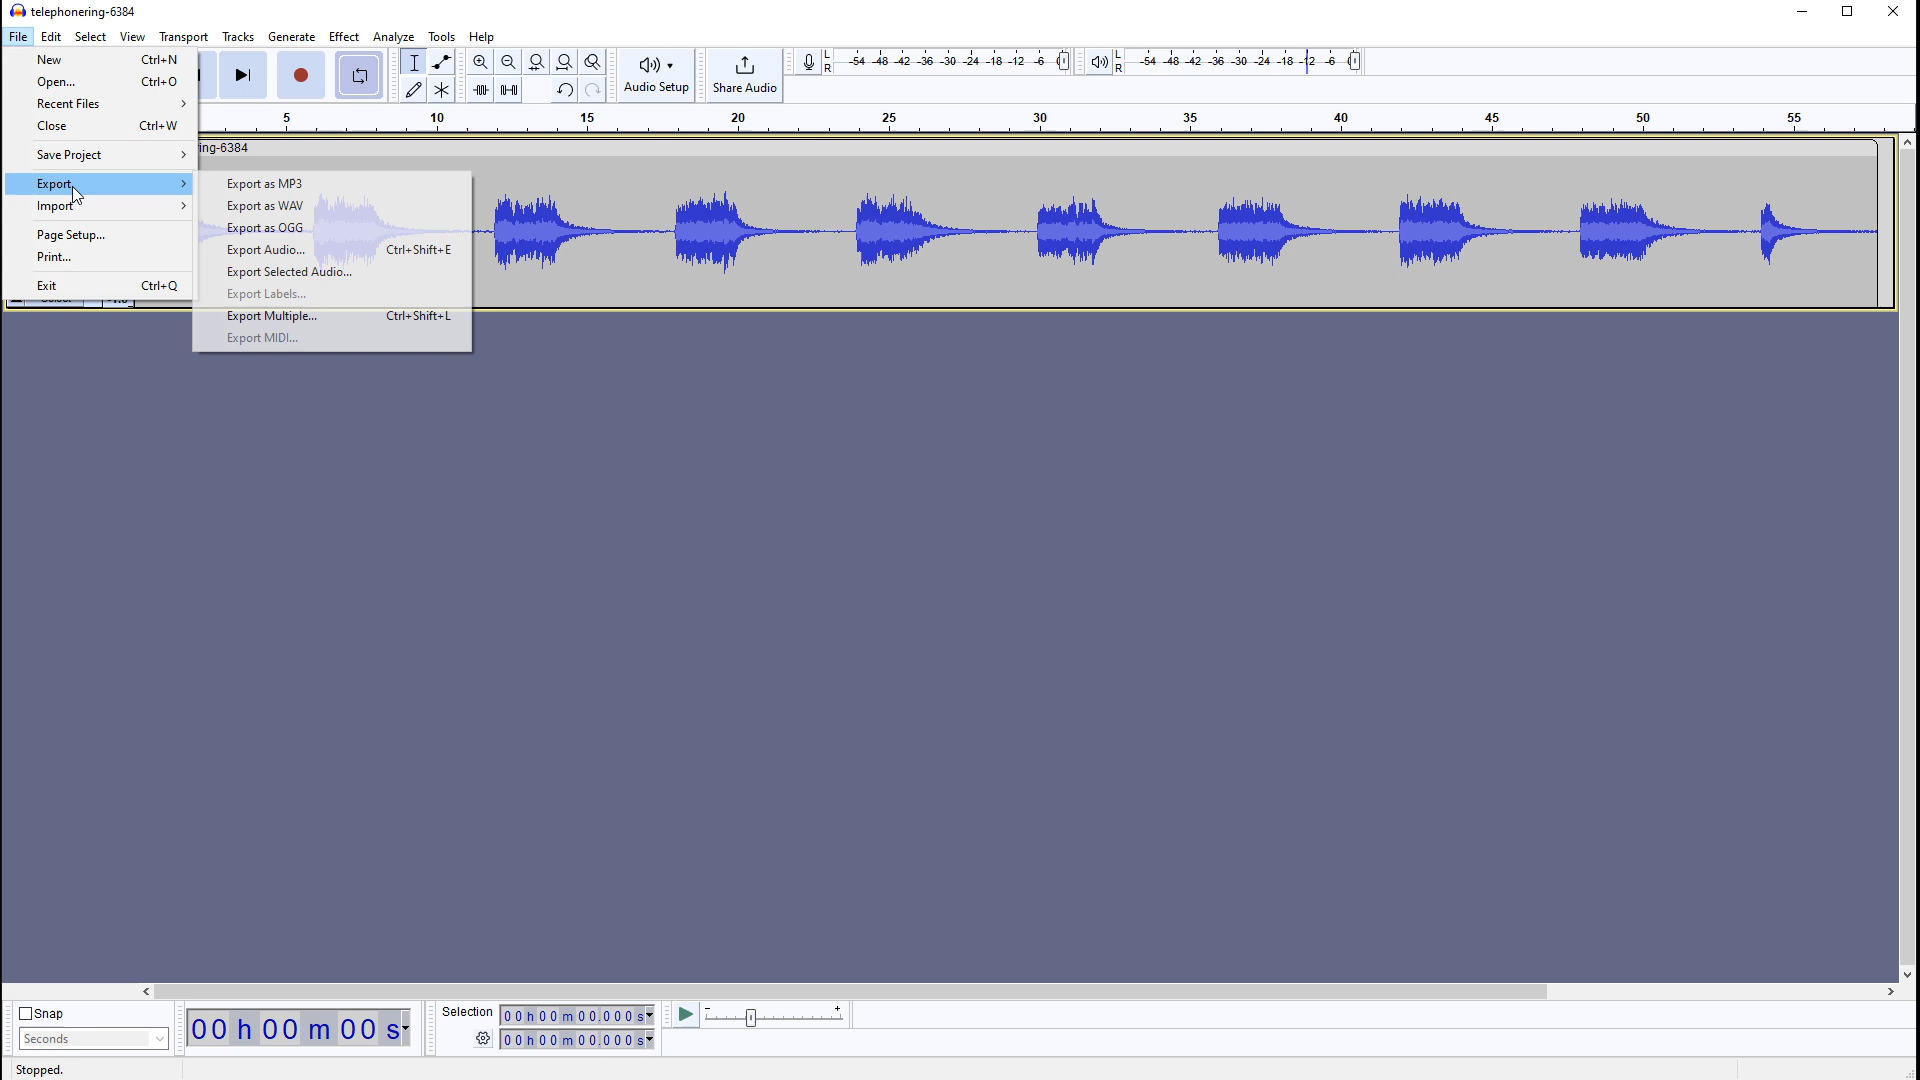 telephonering-6384
File Edit Select View Transport Tracks Generate Effect Analyze Tools Help
New Ctrl+N
Open... Ctrl+O
Recent Files
Close Ctrl+W
Save Project
Export
Import
Page Setup...
Print...
Exit Ctrl+Q
Export as MP3
Export as WAV
Export as OGG
Export Audio... Ctrl+Shift+E
Export Selected Audio...
Export Labels...
Export Multiple... Ctrl+Shift+L
Export MIDI...
Audio Setup
Share Audio
L
R
-54 -48 -42 -36 -30 -24 -18 -12 -6
L
R
-54 -48 -42 -36 -30 -24 -18 -12 -6
5 10 15 20 25 30 35 40 45 50 55
ing-6384
Snap
Seconds
00 h 00 m 00 s
Selection
00 h 00 m 00.000 s
00 h 00 m 00.000 s
- +
Stopped.